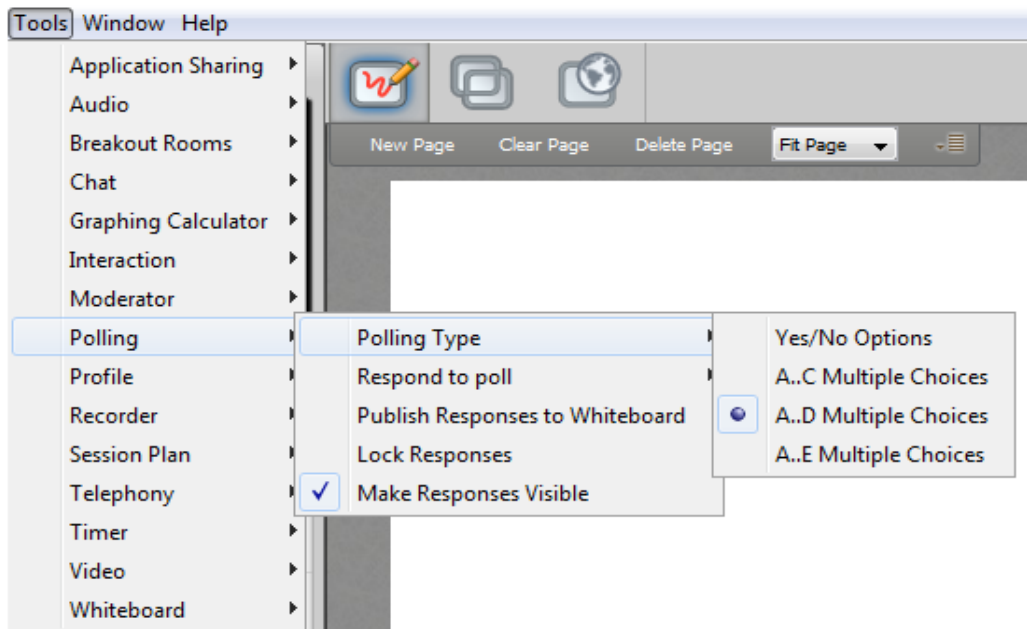 Tools Window Help
Application Sharing
Audio
Breakout Rooms
Chat
Graphing Calculator
Interaction
Moderator
Polling
Profile
Recorder
Session Plan
Telephony
Timer
Video
Whiteboard
New Page Clear Page Delete Page Fit Page
Polling Type
Respond to poll
Publish Responses to Whiteboard
Lock Responses
Make Responses Visible
Yes/No Options
A..C Multiple Choices
A..D Multiple Choices
A..E Multiple Choices